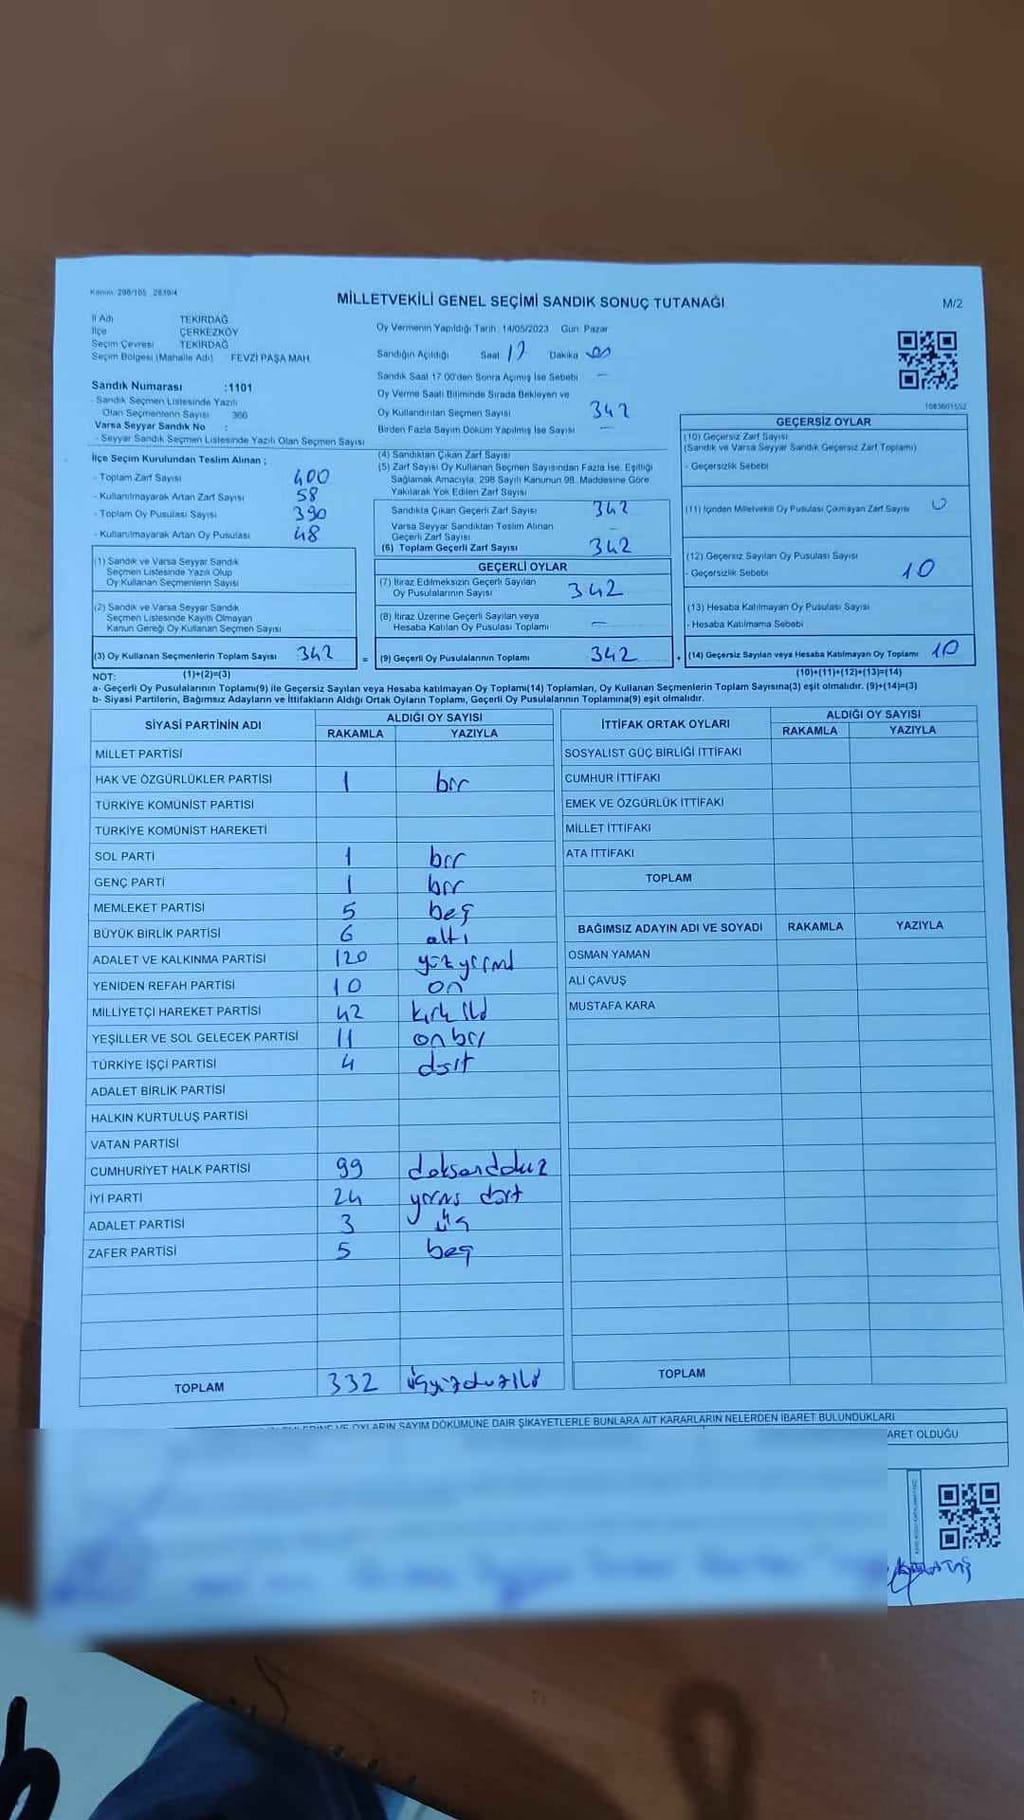 Kanun: 298/105 2839/4
MİLLETVEKİLİ GENEL SEÇİMİ SANDIK SONUÇ TUTANAĞI
M/2
İl Adı TEKİRDAĞ
İlçe ÇERKEZKÖY
Seçim Çevresi TEKİRDAĞ
Seçim Bölgesi (Mahalle Adı) FEVZİ PAŞA MAH.
Sandık Numarası :1101
- Sandık Seçmen Listesinde Yazılı
Olan Seçmenlerin Sayısı 360
Varsa Seyyar Sandık No :
- Seyyar Sandık Seçmen Listesinde Yazılı Olan Seçmen Sayısı
Oy Vermenin Yapıldığı Tarih: 14/05/2023 Gün: Pazar
Sandığın Açıldığı Saat 17 Dakika 00
Sandık Saat 17:00'den Sonra Açılmış İse Sebebi —
Oy Verme Saati Bitiminde Sırada Bekleyen ve
Oy Kullandırılan Seçmen Sayısı 342
Birden Fazla Sayım Döküm Yapılmış İse Sayısı —
1083601552
İlçe Seçim Kurulundan Teslim Alınan ;
- Toplam Zarf Sayısı 400
- Kullanılmayarak Artan Zarf Sayısı 58
- Toplam Oy Pusulası Sayısı 390
- Kullanılmayarak Artan Oy Pusulası 48
(1) Sandık ve Varsa Seyyar Sandık
Seçmen Listesinde Yazılı Olup
Oy Kullanan Seçmenlerin Sayısı
(2) Sandık ve Varsa Seyyar Sandık
Seçmen Listesinde Kayıtlı Olmayan
Kanun Gereği Oy Kullanan Seçmen Sayısı
(3) Oy Kullanan Seçmenlerin Toplam Sayısı 342
(4) Sandıktan Çıkan Zarf Sayısı
(5) Zarf Sayısı Oy Kullanan Seçmen Sayısından Fazla İse, Eşitliği
Sağlamak Amacıyla, 298 Sayılı Kanunun 98. Maddesine Göre
Yakılarak Yok Edilen Zarf Sayısı
Sandıkta Çıkan Geçerli Zarf Sayısı 342
Varsa Seyyar Sandıktan Teslim Alınan
Geçerli Zarf Sayısı —
(6) Toplam Geçerli Zarf Sayısı 342
GEÇERLİ OYLAR
(7) İtiraz Edilmeksizin Geçerli Sayılan
Oy Pusulalarının Sayısı 342
(8) İtiraz Üzerine Geçerli Sayılan veya
Hesaba Katılan Oy Pusulası Toplamı —
= (9) Geçerli Oy Pusulalarının Toplamı 342
GEÇERSİZ OYLAR
(10) Geçersiz Zarf Sayısı
(Sandık ve Varsa Seyyar Sandık Geçersiz Zarf Toplamı)
- Geçersizlik Sebebi
(11) İçinden Milletvekili Oy Pusulası Çıkmayan Zarf Sayısı 0
(12) Geçersiz Sayılan Oy Pusulası Sayısı
- Geçersizlik Sebebi 10
(13) Hesaba Katılmayan Oy Pusulası Sayısı
- Hesaba Katılmama Sebebi
+ (14) Geçersiz Sayılan veya Hesaba Katılmayan Oy Toplamı 10
NOT: (1)+(2)=(3) (10)+(11)+(12)+(13)=(14)
a- Geçerli Oy Pusulalarının Toplamı(9) ile Geçersiz Sayılan veya Hesaba katılmayan Oy Toplamı(14) Toplamları, Oy Kullanan Seçmenlerin Toplam Sayısına(3) eşit olmalıdır. (9)+(14)=(3)
b- Siyasi Partilerin, Bağımsız Adayların ve İttifakların Aldığı Ortak Oyların Toplamı, Geçerli Oy Pusulalarının Toplamına(9) eşit olmalıdır.
SİYASİ PARTİNİN ADI ALDIĞI OY SAYISI
RAKAMLA YAZIYLA
MİLLET PARTİSİ
HAK VE ÖZGÜRLÜKLER PARTİSİ 1 bir
TÜRKİYE KOMÜNİST PARTİSİ
TÜRKİYE KOMÜNİST HAREKETİ
SOL PARTİ 1 bir
GENÇ PARTİ 1 bir
MEMLEKET PARTİSİ 5 beş
BÜYÜK BİRLİK PARTİSİ 6 altı
ADALET VE KALKINMA PARTİSİ 120 yüzyirmi
YENİDEN REFAH PARTİSİ 10 on
MİLLİYETÇİ HAREKET PARTİSİ 42 kırkiki
YEŞİLLER VE SOL GELECEK PARTİSİ 11 onbir
TÜRKİYE İŞÇİ PARTİSİ 4 dört
ADALET BİRLİK PARTİSİ
HALKIN KURTULUŞ PARTİSİ
VATAN PARTİSİ
CUMHURİYET HALK PARTİSİ 99 doksandokuz
İYİ PARTİ 24 yirmi dört
ADALET PARTİSİ 3 üç
ZAFER PARTİSİ 5 beş
TOPLAM 332 üçyüzotuziki
İTTİFAK ORTAK OYLARI ALDIĞI OY SAYISI
RAKAMLA YAZIYLA
SOSYALİST GÜÇ BİRLİĞİ İTTİFAKI
CUMHUR İTTİFAKI
EMEK VE ÖZGÜRLÜK İTTİFAKI
MİLLET İTTİFAKI
ATA İTTİFAKI
TOPLAM
BAĞIMSIZ ADAYIN ADI VE SOYADI RAKAMLA YAZIYLA
OSMAN YAMAN
ALİ ÇAVUŞ
MUSTAFA KARA
TOPLAM
VE OYLARIN SAYIM DÖKÜMÜNE DAİR ŞİKAYETLERLE BUNLARA AİT KARARLARIN NELERDEN İBARET BULUNDUKLARI
ARET OLDUĞU